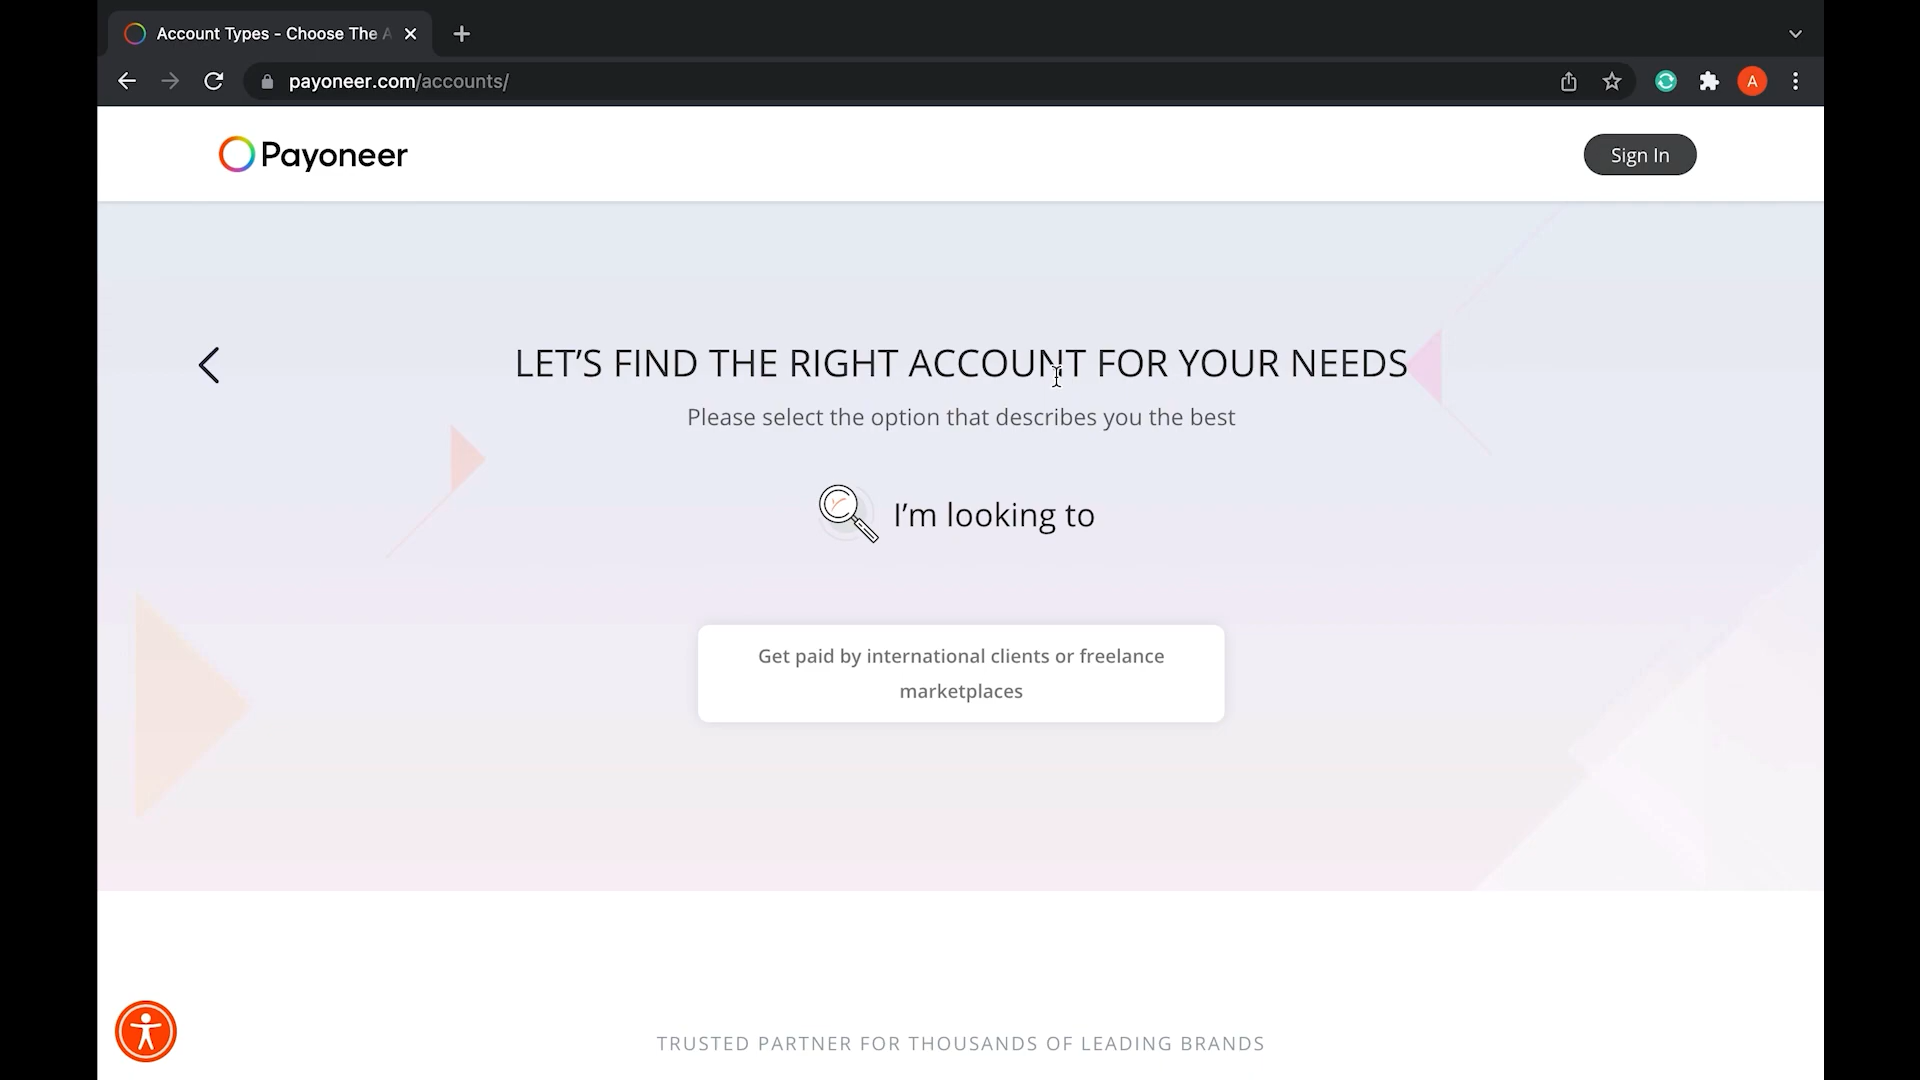 Account Types - Choose The A
payoneer.com/accounts/
A
Payoneer
Sign In
LET’S FIND THE RIGHT ACCOUNT FOR YOUR NEEDS
Please select the option that describes you the best
I’m looking to
Get paid by international clients or freelance
marketplaces
TRUSTED PARTNER FOR THOUSANDS OF LEADING BRANDS